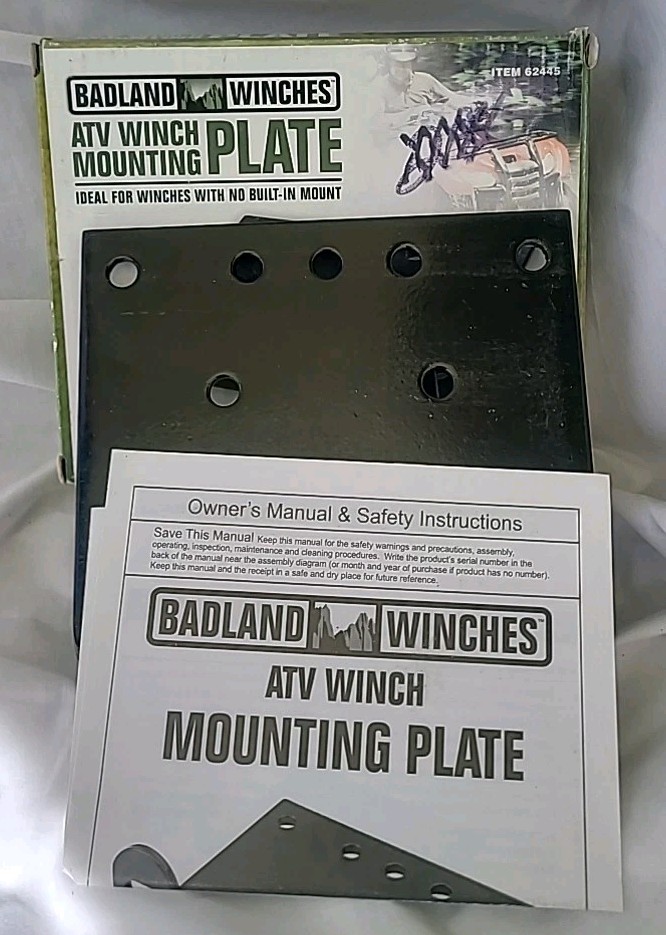 ITEM 62445
BADLAND WINCHES™
ATV WINCH
MOUNTING PLATE
IDEAL FOR WINCHES WITH NO BUILT-IN MOUNT
Owner's Manual & Safety Instructions
Save This Manual Keep this manual for the safety warnings and precautions, assembly,
operating, inspection, maintenance and cleaning procedures. Write the product's serial number in the
back of the manual near the assembly diagram (or month and year of purchase if product has no number).
Keep this manual and the receipt in a safe and dry place for future reference.
BADLAND WINCHES™
ATV WINCH
MOUNTING PLATE